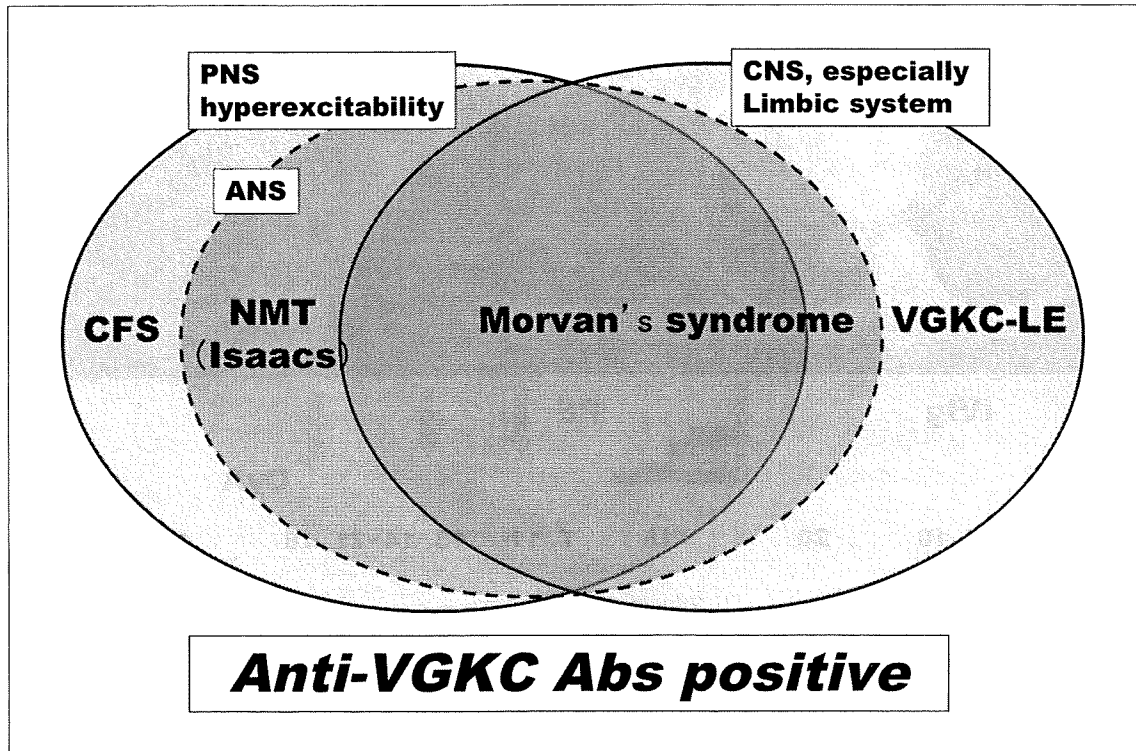 PNS
hyperexcitability
CNS, especially
Limbic system
ANS
CFS
NMT
(Isaacs)
Morvan's syndrome
VGKC-LE
Anti-VGKC Abs positive